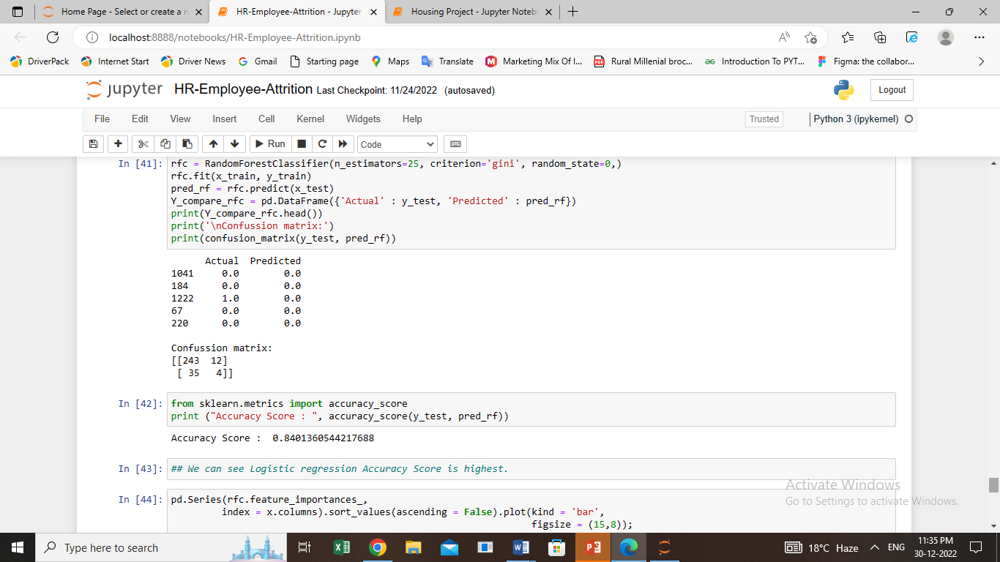 Home Page - Select or create a n
HR-Employee-Attrition - Jupyter
Housing Project - Jupyter Noteb
localhost:8888/notebooks/HR-Employee-Attrition.ipynb
DriverPack
Internet Start
Driver News
Gmail
Starting page
Maps
Translate
Marketing Mix Of I...
Rural Millenial broc...
Introduction To PYT...
Figma: the collabor...
jupyter HR-Employee-Attrition Last Checkpoint: 11/24/2022 (autosaved)
Logout
File Edit View Insert Cell Kernel Widgets Help
Trusted
Python 3 (ipykernel)
Run
Code
In [41]: rfc = RandomForestClassifier(n_estimators=25, criterion='gini', random_state=0,)
rfc.fit(x_train, y_train)
pred_rf = rfc.predict(x_test)
Y_compare_rfc = pd.DataFrame({'Actual' : y_test, 'Predicted' : pred_rf})
print(Y_compare_rfc.head())
print('\nConfussion matrix:')
print(confusion_matrix(y_test, pred_rf))
Actual Predicted
1041 0.0 0.0
184 0.0 0.0
1222 1.0 0.0
67 0.0 0.0
220 0.0 0.0
Confussion matrix:
[[243 12]
[ 35 4]]
In [42]: from sklearn.metrics import accuracy_score
print ("Accuracy Score : ", accuracy_score(y_test, pred_rf))
Accuracy Score : 0.8401360544217688
In [43]: ## We can see Logistic regression Accuracy Score is highest.
In [44]: pd.Series(rfc.feature_importances_,
index = x.columns).sort_values(ascending = False).plot(kind = 'bar',
figsize = (15,8));
Activate Windows
Go to Settings to activate Windows.
Type here to search
18°C Haze
ENG
11:35 PM
30-12-2022